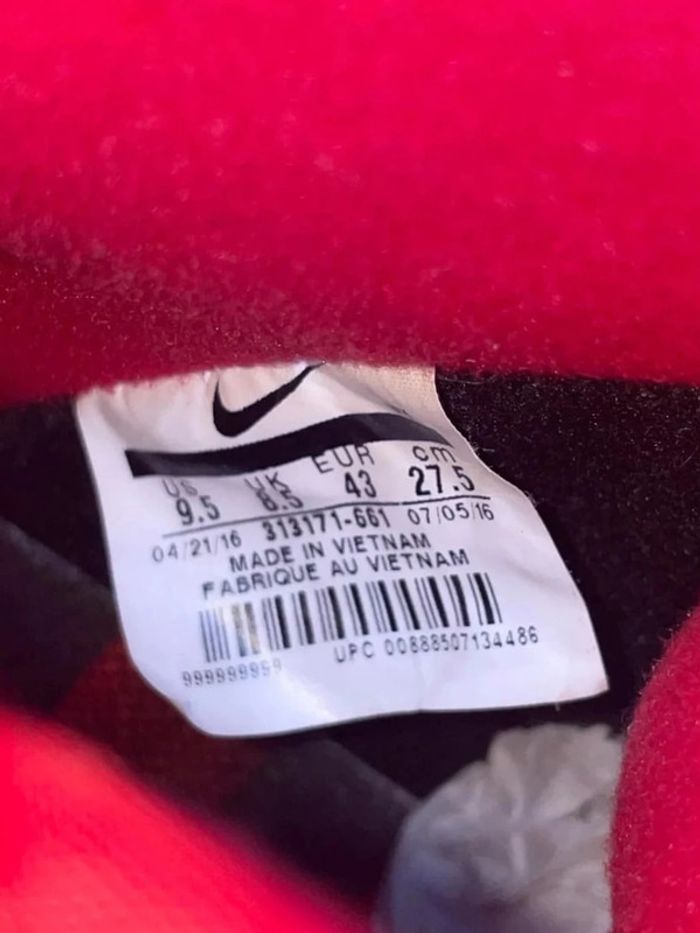 US UK EUR cm
9.5 8.5 43 27.5
04/21/16 313171-661 07/05/16
MADE IN VIETNAM
FABRIQUE AU VIETNAM
UPC 00888507134486
9999999999